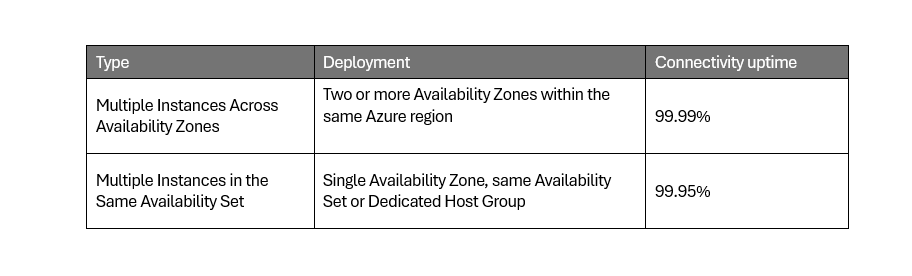 Type
Deployment
Connectivity uptime
Multiple Instances Across
Availability Zones
Two or more Availability Zones within the
same Azure region
99.99%
Multiple Instances in the
Same Availability Set
Single Availability Zone, same Availability
Set or Dedicated Host Group
99.95%